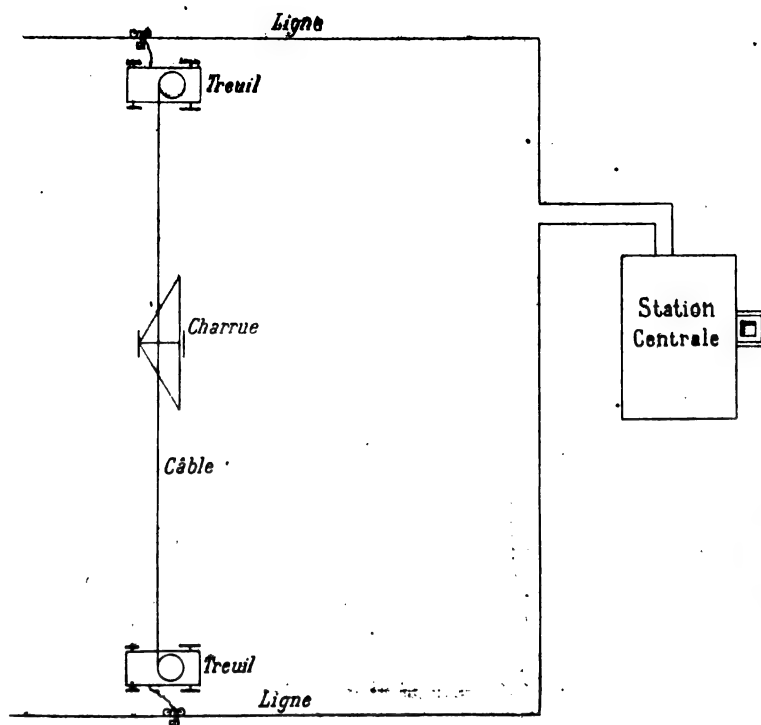 Ligne
Treuil
Charrue
Station
Centrale
Câble
Treuil
Ligne